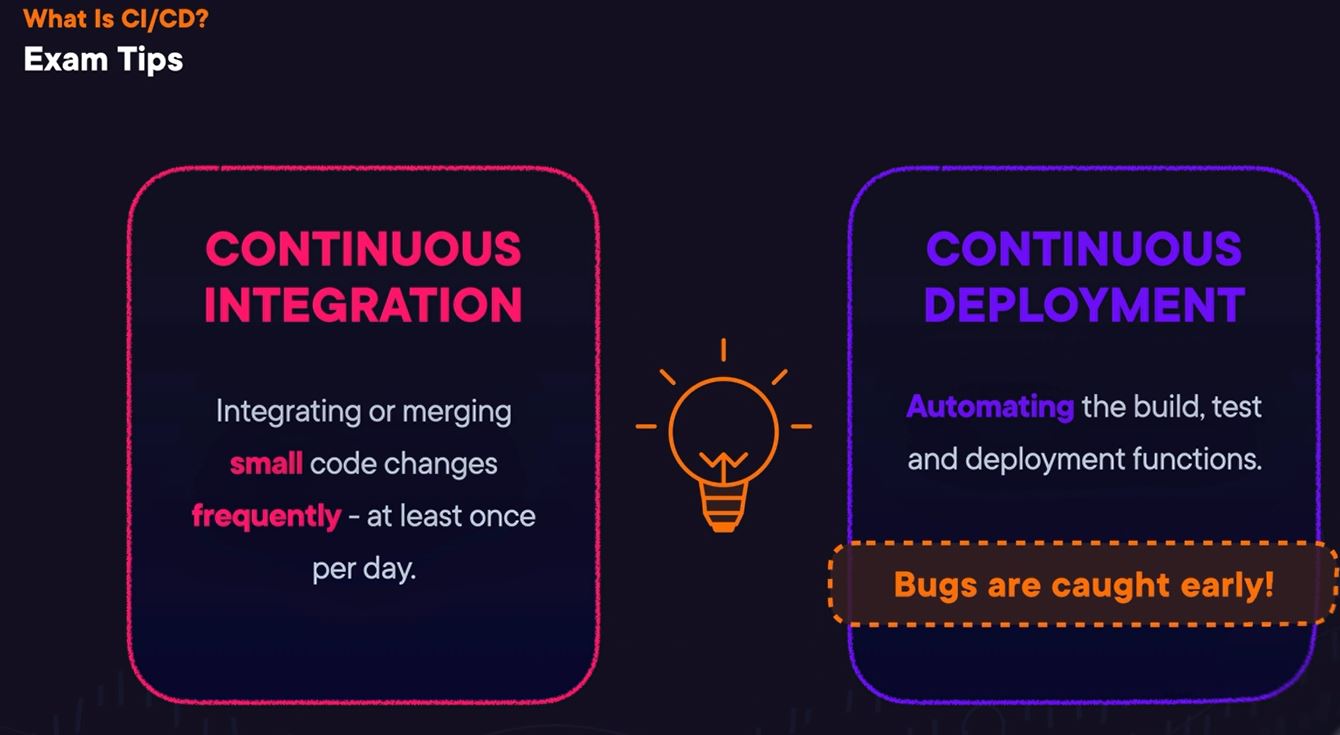 What Is CI/CD?
Exam Tips
CONTINUOUS
INTEGRATION
Integrating or merging
small code changes
frequently - at least once
per day.
CONTINUOUS
DEPLOYMENT
Automating the build, test
and deployment functions.
Bugs are caught early!